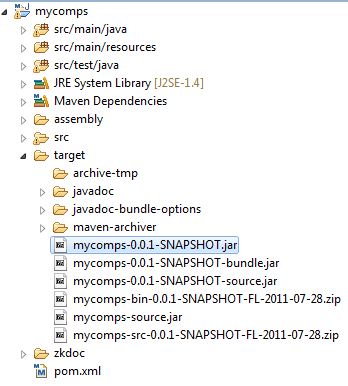 mycomps
src/main/java
src/main/resources
src/test/java
JRE System Library [J2SE-1.4]
Maven Dependencies
assembly
src
target
archive-tmp
javadoc
javadoc-bundle-options
maven-archiver
mycomps-0.0.1-SNAPSHOT.jar
mycomps-0.0.1-SNAPSHOT-bundle.jar
mycomps-0.0.1-SNAPSHOT-source.jar
mycomps-bin-0.0.1-SNAPSHOT-FL-2011-07-28.zip
mycomps-source.jar
mycomps-src-0.0.1-SNAPSHOT-FL-2011-07-28.zip
zkdoc
pom.xml